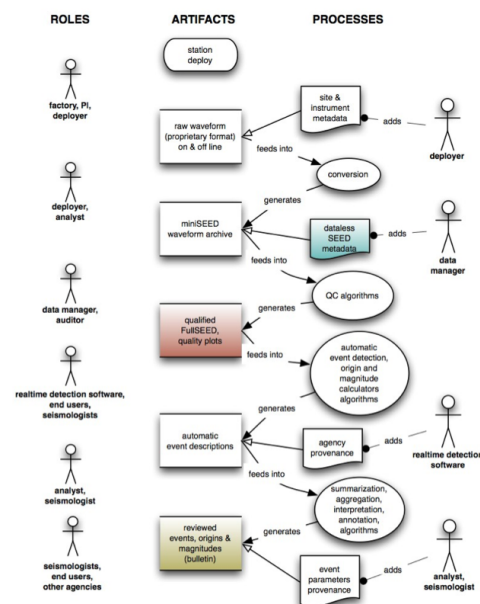 ROLES
ARTIFACTS
PROCESSES
station
deploy
factory, PI,
deployer
raw waveform
(proprietary format)
on & off line
site &
instrument
metadata
adds
deployer
feeds into
conversion
deployer,
analyst
generates
miniSEED
waveform archive
dataless
SEED
metadata
adds
data
manager
feeds into
QC algorithms
data manager,
auditor
generates
qualified
FullSEED,
quality plots
feeds into
automatic
event detection,
origin and
magnitude
calculators
algorithms
realtime detection software,
end users,
seismologists
generates
automatic
event descriptions
agency
provenance
adds
realtime detection
software
feeds into
analyst,
seismologist
summarization,
aggregation,
interpretation,
annotation,
algorithms
generates
reviewed
events, origins &
magnitudes
(bulletin)
seismologists,
end users,
other agencies
event
parameters
provenance
adds
analyst,
seismologist